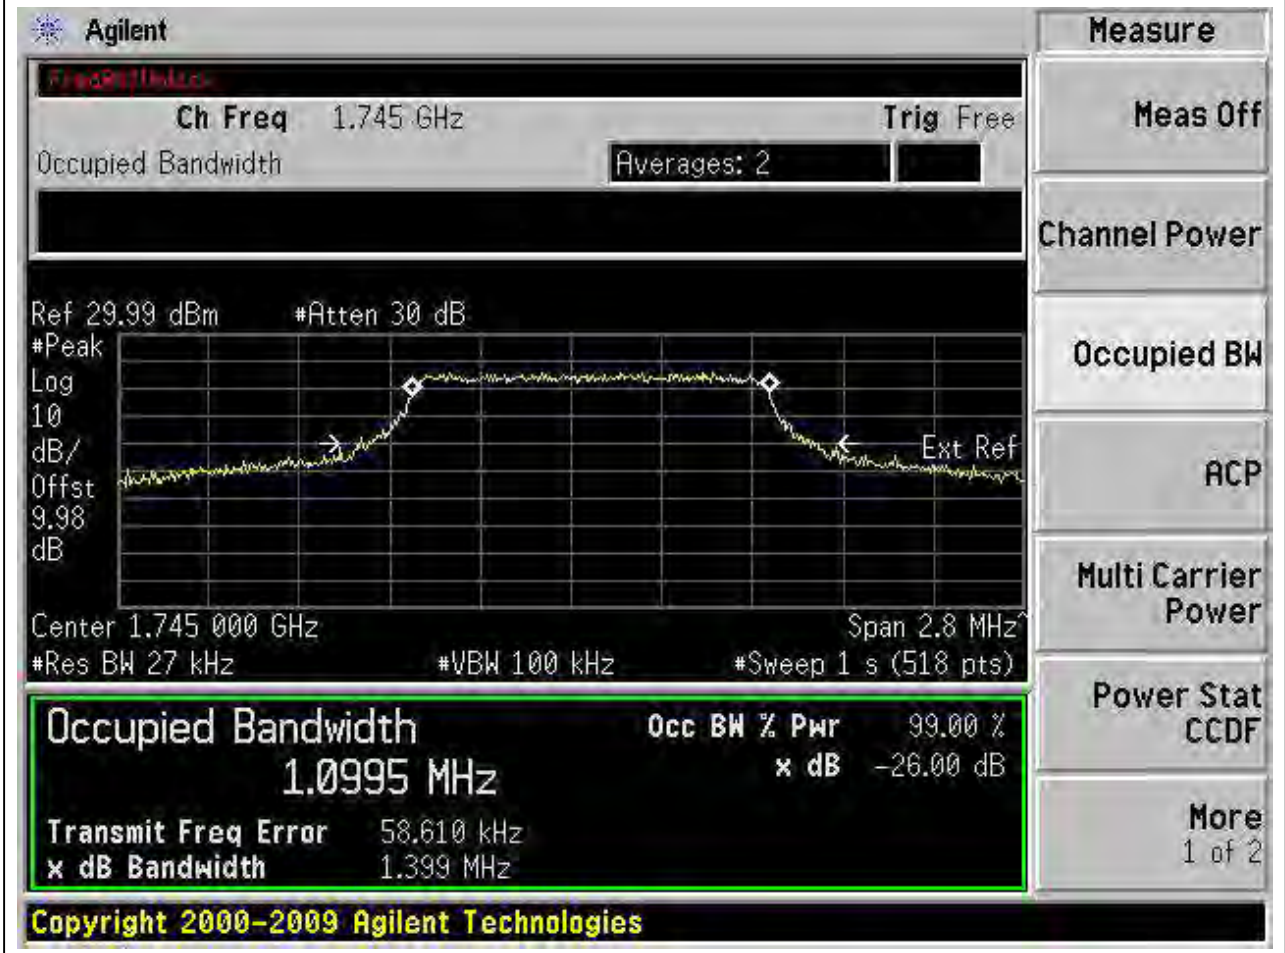 Agilent
Measure
Ch Freq 1.745 GHz
Trig Free
Occupied Bandwidth
Averages: 2
Meas Off
Channel Power
Occupied BW
ACP
Multi Carrier
Power
Power Stat
CCDF
More
1 of 2
Ref 29.99 dBm
#Atten 30 dB
#Peak
Log
10
dB/
Offst
9.98
dB
Ext Ref
Center 1.745 000 GHz
Span 2.8 MHz^
#Res BW 27 kHz
#VBW 100 kHz
#Sweep 1 s (518 pts)
Occupied Bandwidth
1.0995 MHz
Occ BW % Pwr 99.00 %
x dB -26.00 dB
Transmit Freq Error 58.610 kHz
x dB Bandwidth 1.399 MHz
Copyright 2000-2009 Agilent Technologies